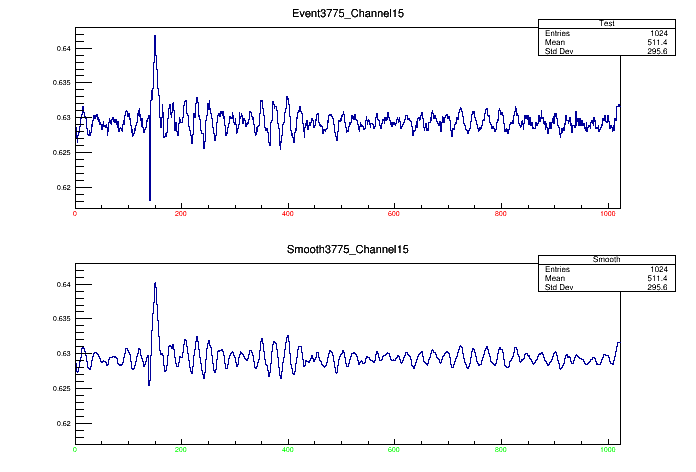 Event3775_Channel15
Test
Entries 1024
Mean 511.4
Std Dev 295.6
0.64
0.635
0.63
0.625
0.62
0 200 400 600 800 1000
Smooth3775_Channel15
Smooth
Entries 1024
Mean 511.4
Std Dev 295.6
0.64
0.635
0.63
0.625
0.62
0 200 400 600 800 1000